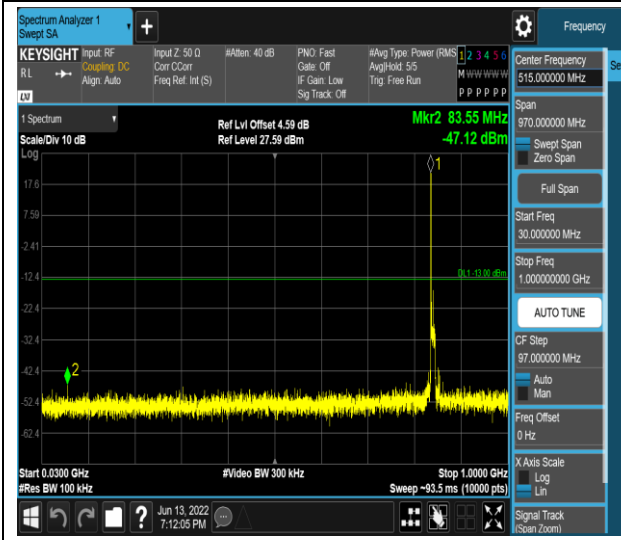 Spectrum Analyzer 1
Swept SA
Frequency
KEYSIGHT
RL
LXI
Input: RF
Coupling: DC
Align: Auto
Input Z: 50 Ω
Corr CCorr
Freq Ref: Int (S)
#Atten: 40 dB
PNO: Fast
Gate: Off
IF Gain: Low
Sig Track: Off
#Avg Type: Power (RMS
Avg|Hold: 5/5
Trig: Free Run
1 2 3 4 5 6
M W W W W W
P P P P P P
1 Spectrum
Scale/Div 10 dB
Log
Ref Lvl Offset 4.59 dB
Ref Level 27.59 dBm
Mkr2 83.55 MHz
-47.12 dBm
1
17.6
7.59
-2.41
-12.4
DL1 -13.00 dBm
-22.4
-32.4
-42.4
2
-52.4
-62.4
Start 0.0300 GHz
#Res BW 100 kHz
#Video BW 300 kHz
Stop 1.0000 GHz
Sweep ~93.5 ms (10000 pts)
?
Jun 13, 2022
7:12:05 PM
Center Frequency
515.000000 MHz
Se
Span
970.000000 MHz
Swept Span
Zero Span
Full Span
Start Freq
30.000000 MHz
Stop Freq
1.000000000 GHz
AUTO TUNE
CF Step
97.000000 MHz
Auto
Man
Freq Offset
0 Hz
X Axis Scale
Log
Lin
Signal Track
(Span Zoom)